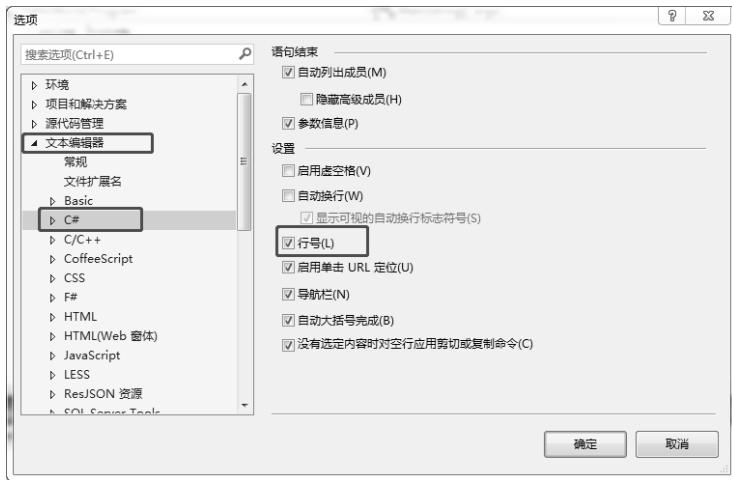 选项
搜索选项(Ctrl+E)
环境
项目和解决方案
源代码管理
文本编辑器
常规
文件扩展名
Basic
C#
C/C++
CoffeeScript
CSS
F#
HTML
HTML(Web 窗体)
JavaScript
LESS
ResJSON 资源
SQL Server Tools
语句结束
自动列出成员(M)
隐藏高级成员(H)
参数信息(P)
设置
启用虚空格(V)
自动换行(W)
显示可视的自动换行标志符号(S)
行号(L)
启用单击 URL 定位(U)
导航栏(N)
自动大括号完成(B)
没有选定内容时对空行应用剪切或复制命令(C)
确定
取消